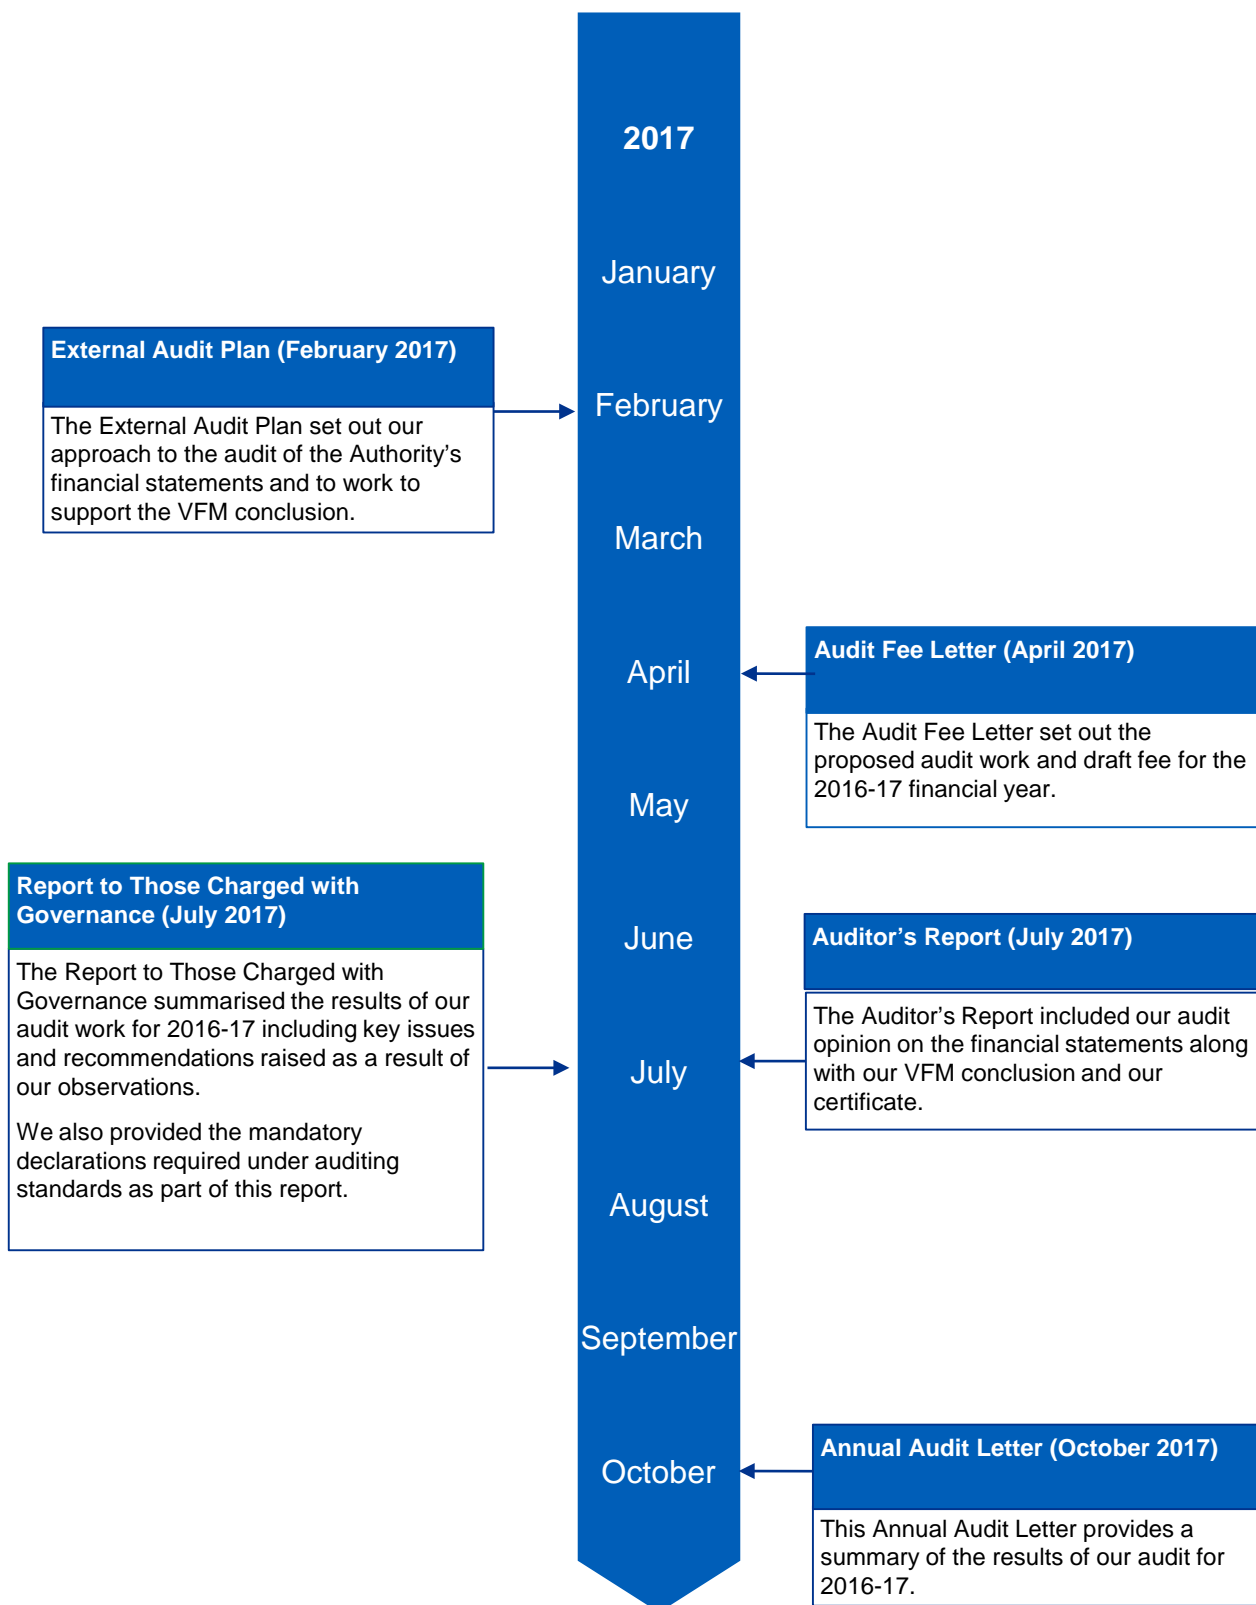 2017
January
External Audit Plan (February 2017)
The External Audit Plan set out our
approach to the audit of the Authority’s
financial statements and to work to
support the VFM conclusion.
February
March
April
Audit Fee Letter (April 2017)
The Audit Fee Letter set out the
proposed audit work and draft fee for the
2016-17 financial year.
May
Report to Those Charged with
Governance (July 2017)
The Report to Those Charged with
Governance summarised the results of our
audit work for 2016-17 including key issues
and recommendations raised as a result of
our observations.
We also provided the mandatory
declarations required under auditing
standards as part of this report.
June
Auditor’s Report (July 2017)
The Auditor’s Report included our audit
opinion on the financial statements along
with our VFM conclusion and our
certificate.
July
August
September
October
Annual Audit Letter (October 2017)
This Annual Audit Letter provides a
summary of the results of our audit for
2016-17.